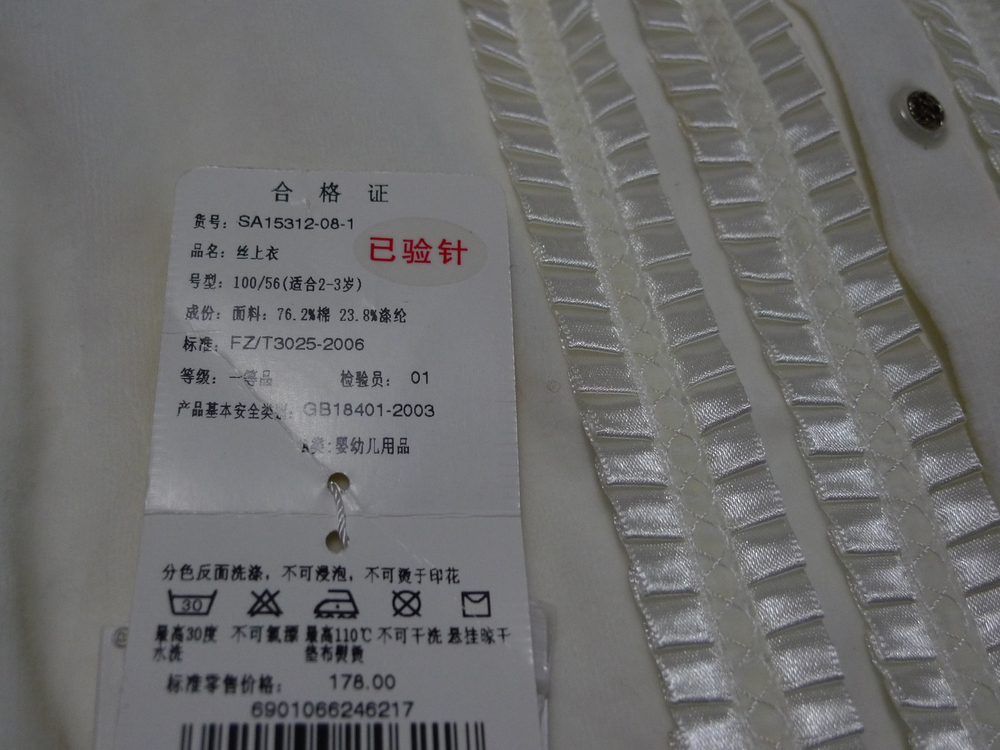 合 格 证
货号: SA15312-08-1
已验针
品名: 丝上衣
号型: 100/56(适合2-3岁)
成份: 面料: 76.2%棉 23.8%涤纶
标准: FZ/T3025-2006
等级: 一等品 检验员: 01
产品基本安全类别: GB18401-2003
A类:婴幼儿用品
分色反面洗涤, 不可浸泡, 不可烫于印花
30
最高30度水洗 不可氯漂 最高110℃垫布熨烫 不可干洗 悬挂晾干
标准零售价格: 178.00
6901066246217